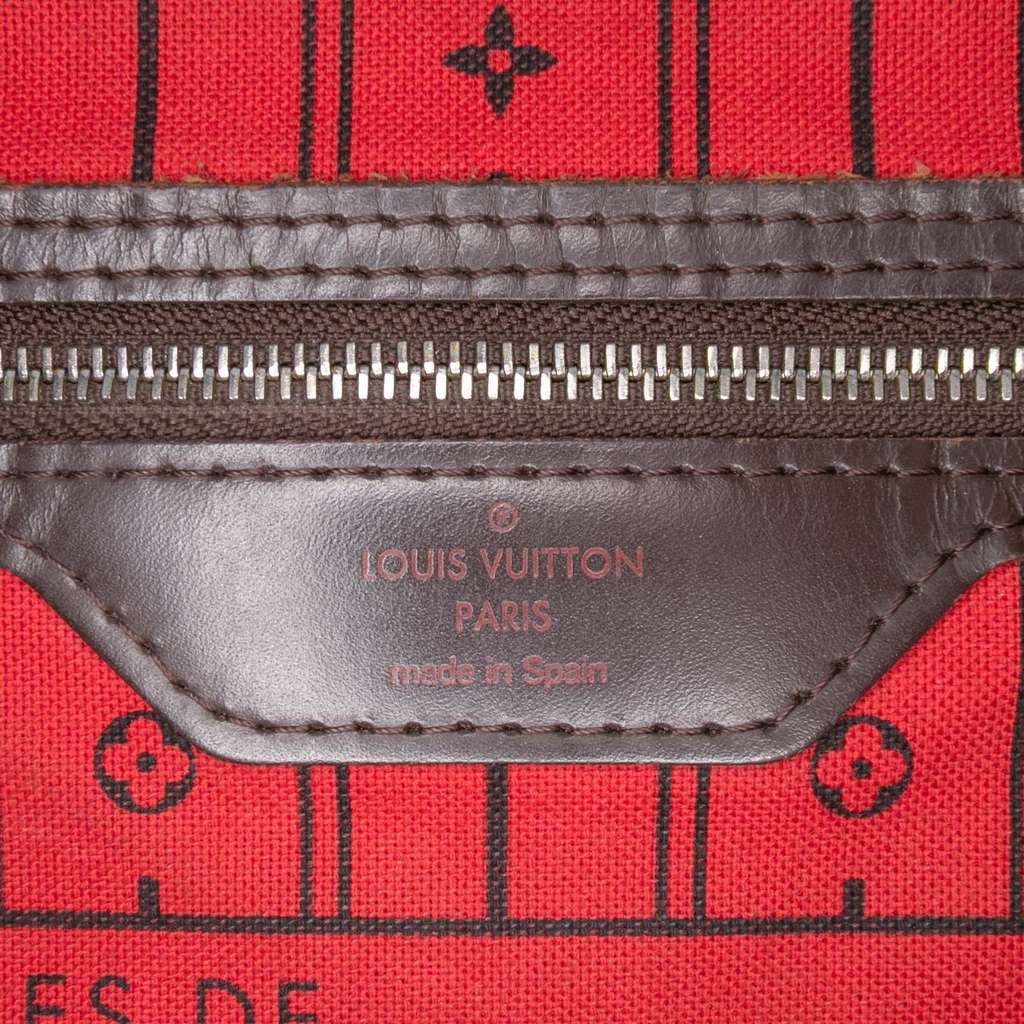 ®
LOUIS VUITTON
PARIS
made in Spain
ES DE